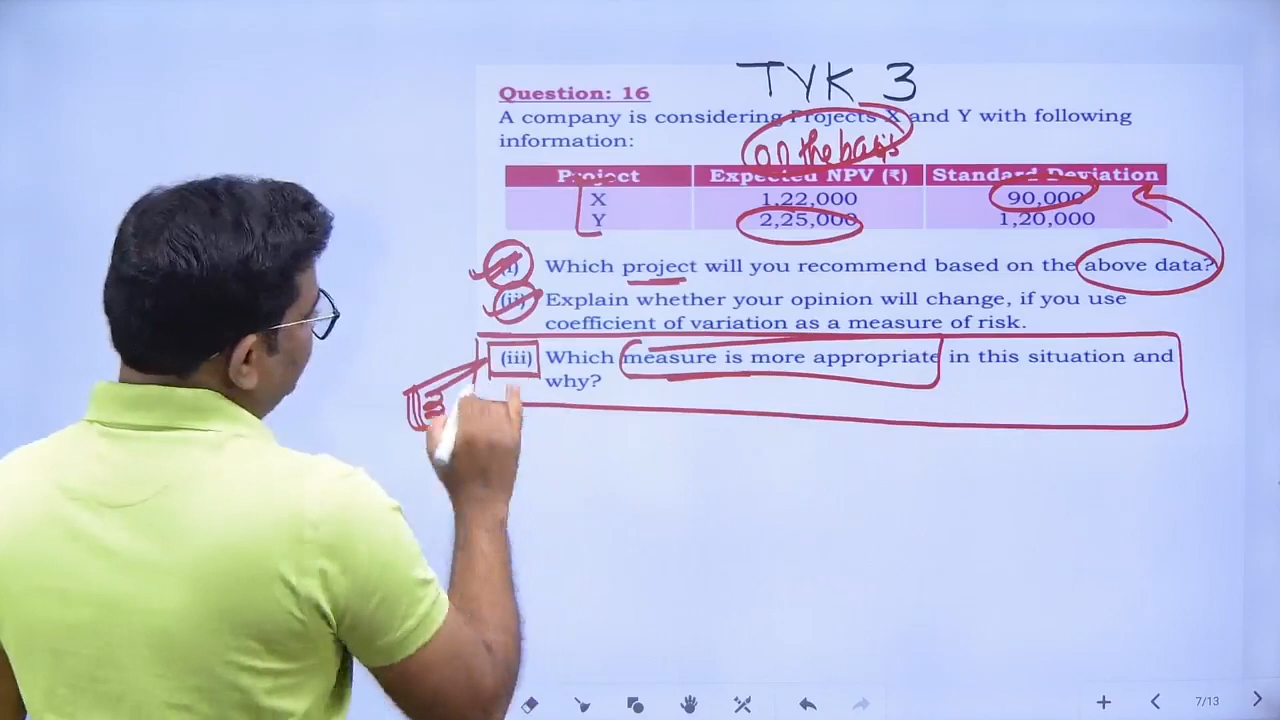 TYK 3
Question: 16
A company is considering Projects X and Y with following
information:
on the basis
Project Expected NPV (₹) Standard Deviation
X 1,22,000 90,000
Y 2,25,000 1,20,000
(i) Which project will you recommend based on the above data?
(ii) Explain whether your opinion will change, if you use
coefficient of variation as a measure of risk.
(iii) Which measure is more appropriate in this situation and
why?
7/13